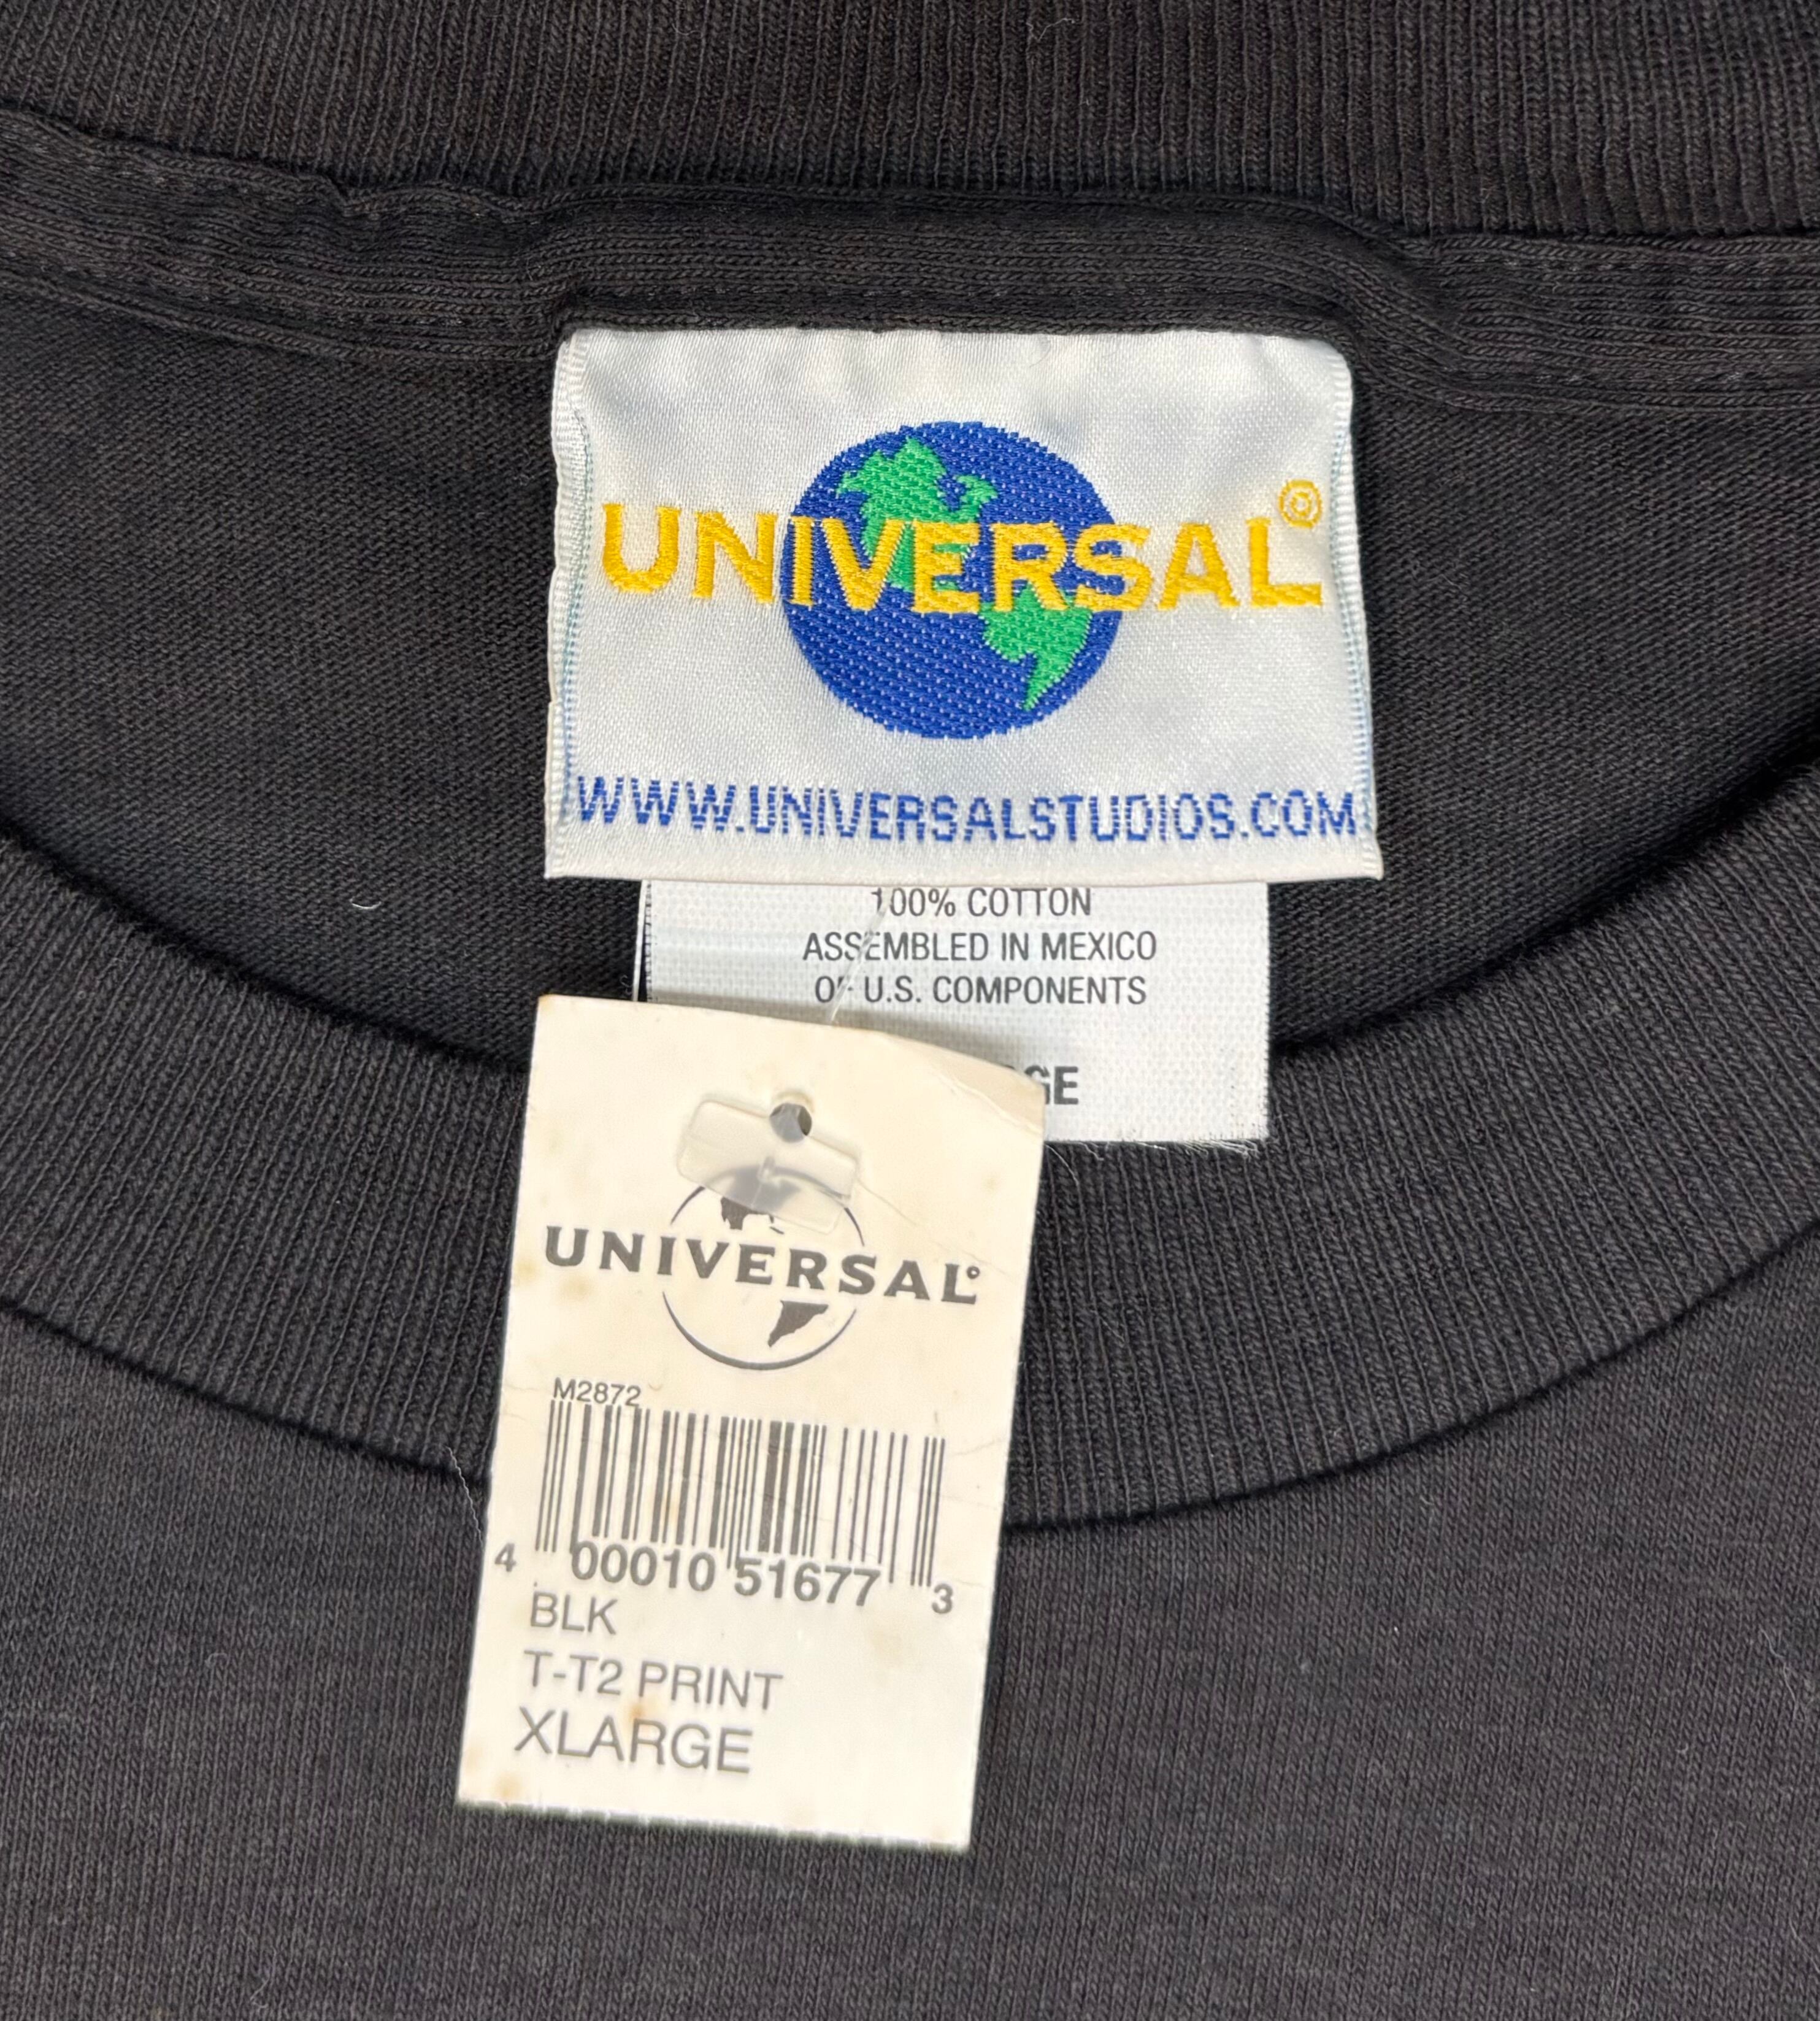 UNIVERSAL®
WWW.UNIVERSALSTUDIOS.COM
100% COTTON
ASSEMBLED IN MEXICO
OF U.S. COMPONENTS
UNIVERSAL
M2872
4 00010 51677 3
BLK
T-T2 PRINT
XLARGE